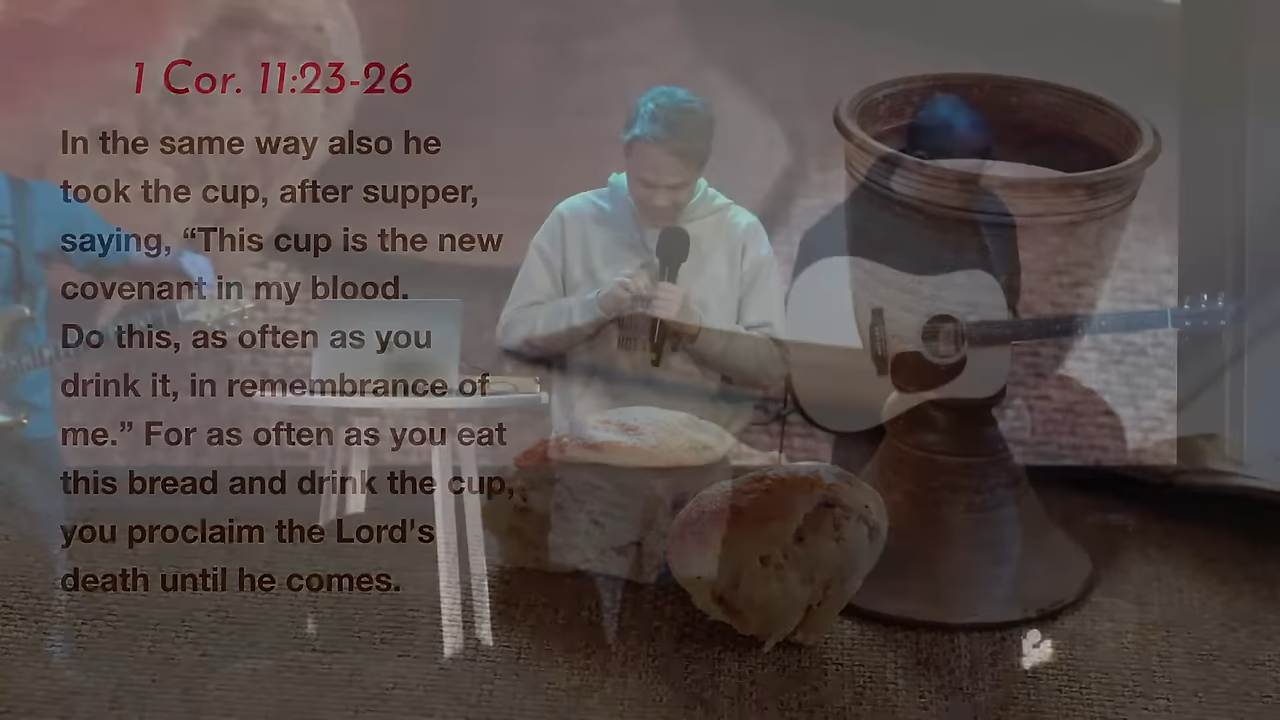 1 Cor. 11:23-26
In the same way also he
took the cup, after supper,
saying, “This cup is the new
covenant in my blood.
Do this, as often as you
drink it, in remembrance of
me.” For as often as you eat
this bread and drink the cup,
you proclaim the Lord's
death until he comes.